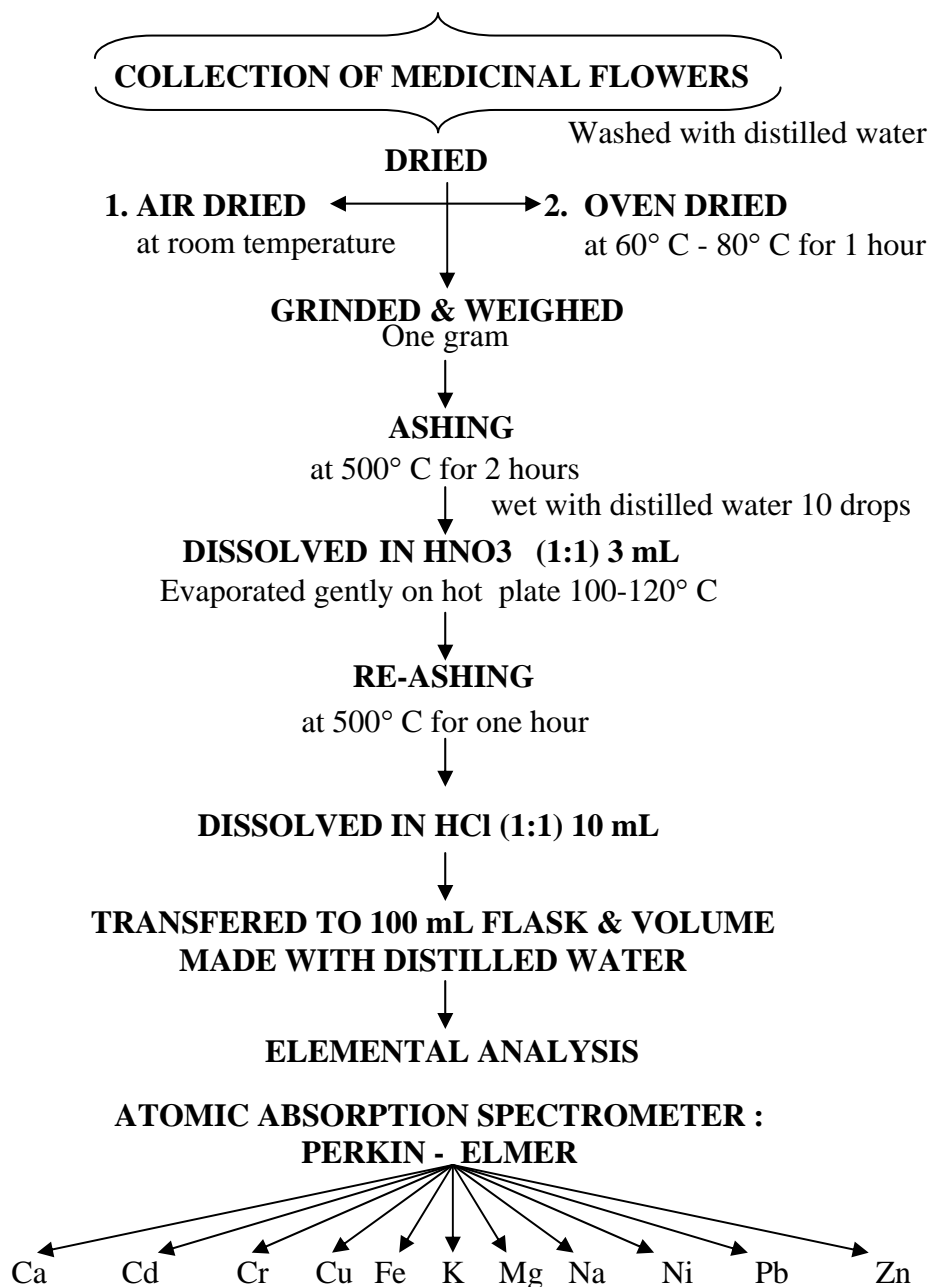 COLLECTION OF MEDICINAL FLOWERS
Washed with distilled water
DRIED
1. AIR DRIED
at room temperature
2. OVEN DRIED
at 60° C - 80° C for 1 hour
GRINDED & WEIGHED
One gram
ASHING
at 500° C for 2 hours
wet with distilled water 10 drops
DISSOLVED IN HNO3 (1:1) 3 mL
Evaporated gently on hot plate 100-120° C
RE-ASHING
at 500° C for one hour
DISSOLVED IN HCl (1:1) 10 mL
TRANSFERED TO 100 mL FLASK & VOLUME
MADE WITH DISTILLED WATER
ELEMENTAL ANALYSIS
ATOMIC ABSORPTION SPECTROMETER :
PERKIN - ELMER
Ca Cd Cr Cu Fe K Mg Na Ni Pb Zn